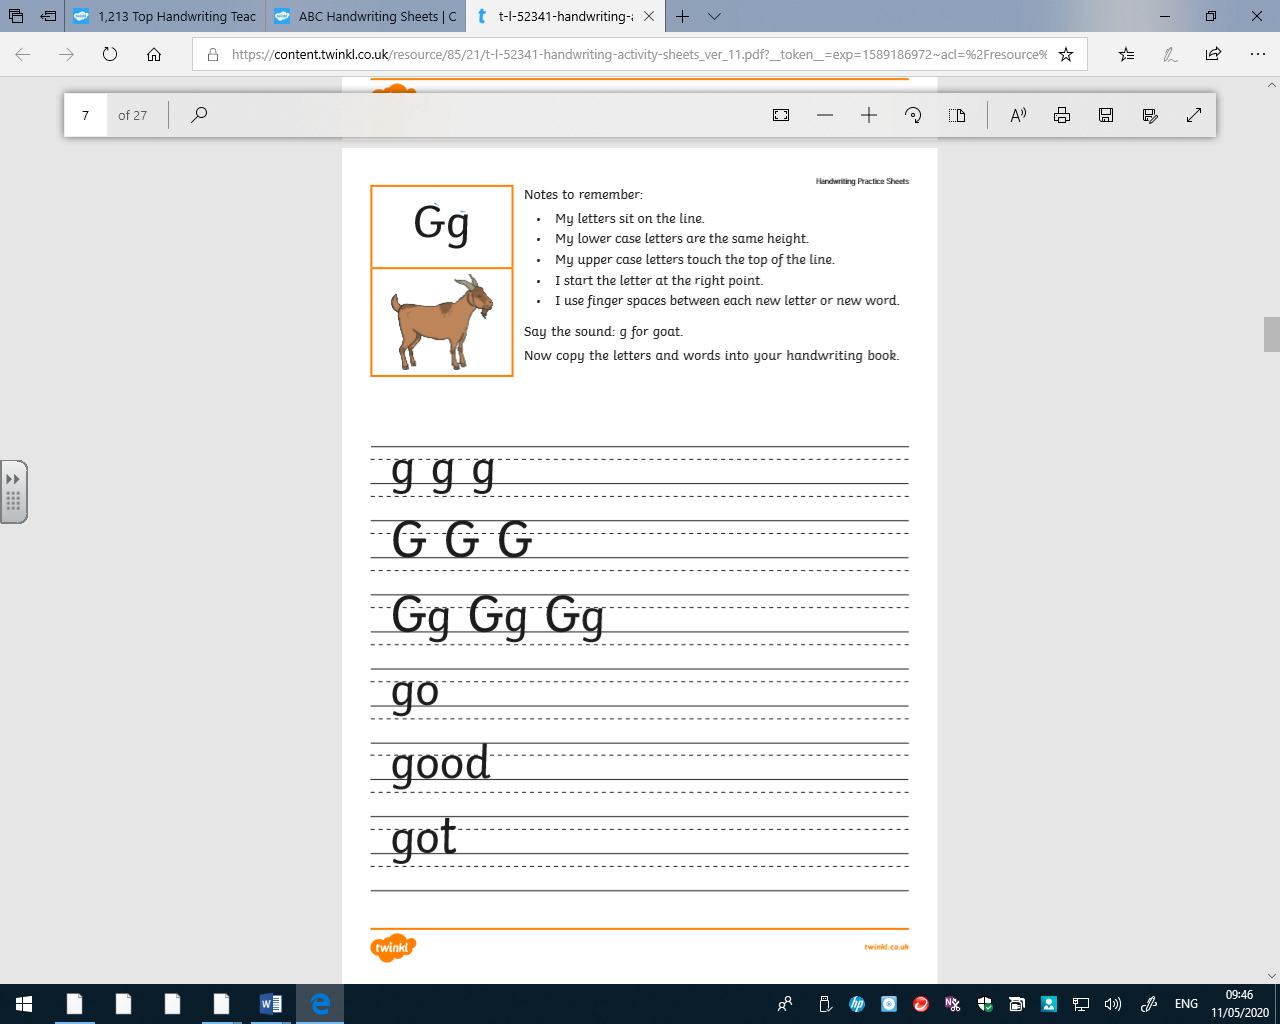 1,213 Top Handwriting Teac
ABC Handwriting Sheets | C
t-l-52341-handwriting-a
https://content.twinkl.co.uk/resource/85/21/t-l-52341-handwriting-activity-sheets_ver_11.pdf?__token__=exp=1589186972~acl=%2Fresource%
7 of 27
Handwriting Practice Sheets
Gg
Notes to remember:
• My letters sit on the line.
• My lower case letters are the same height.
• My upper case letters touch the top of the line.
• I start the letter at the right point.
• I use finger spaces between each new letter or new word.
Say the sound: g for goat.
Now copy the letters and words into your handwriting book.
g g g
G G G
Gg Gg Gg
go
good
got
twinkl
twinkl.co.uk
ENG
09:46
11/05/2020